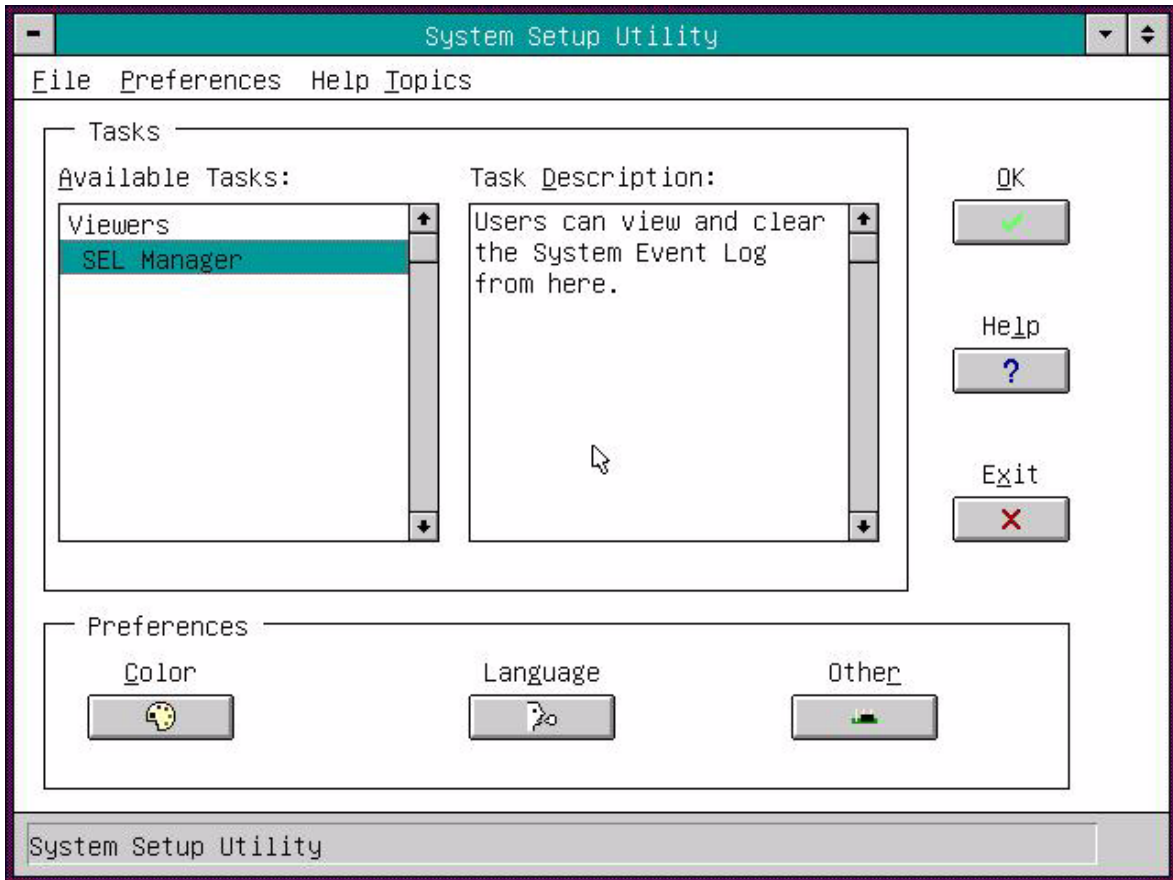 System Setup Utility
File Preferences Help Topics
Tasks
Available Tasks:
Viewers
SEL Manager
Task Description:
Users can view and clear
the System Event Log
from here.
OK
Help
?
Exit
Preferences
Color
Language
Other
System Setup Utility